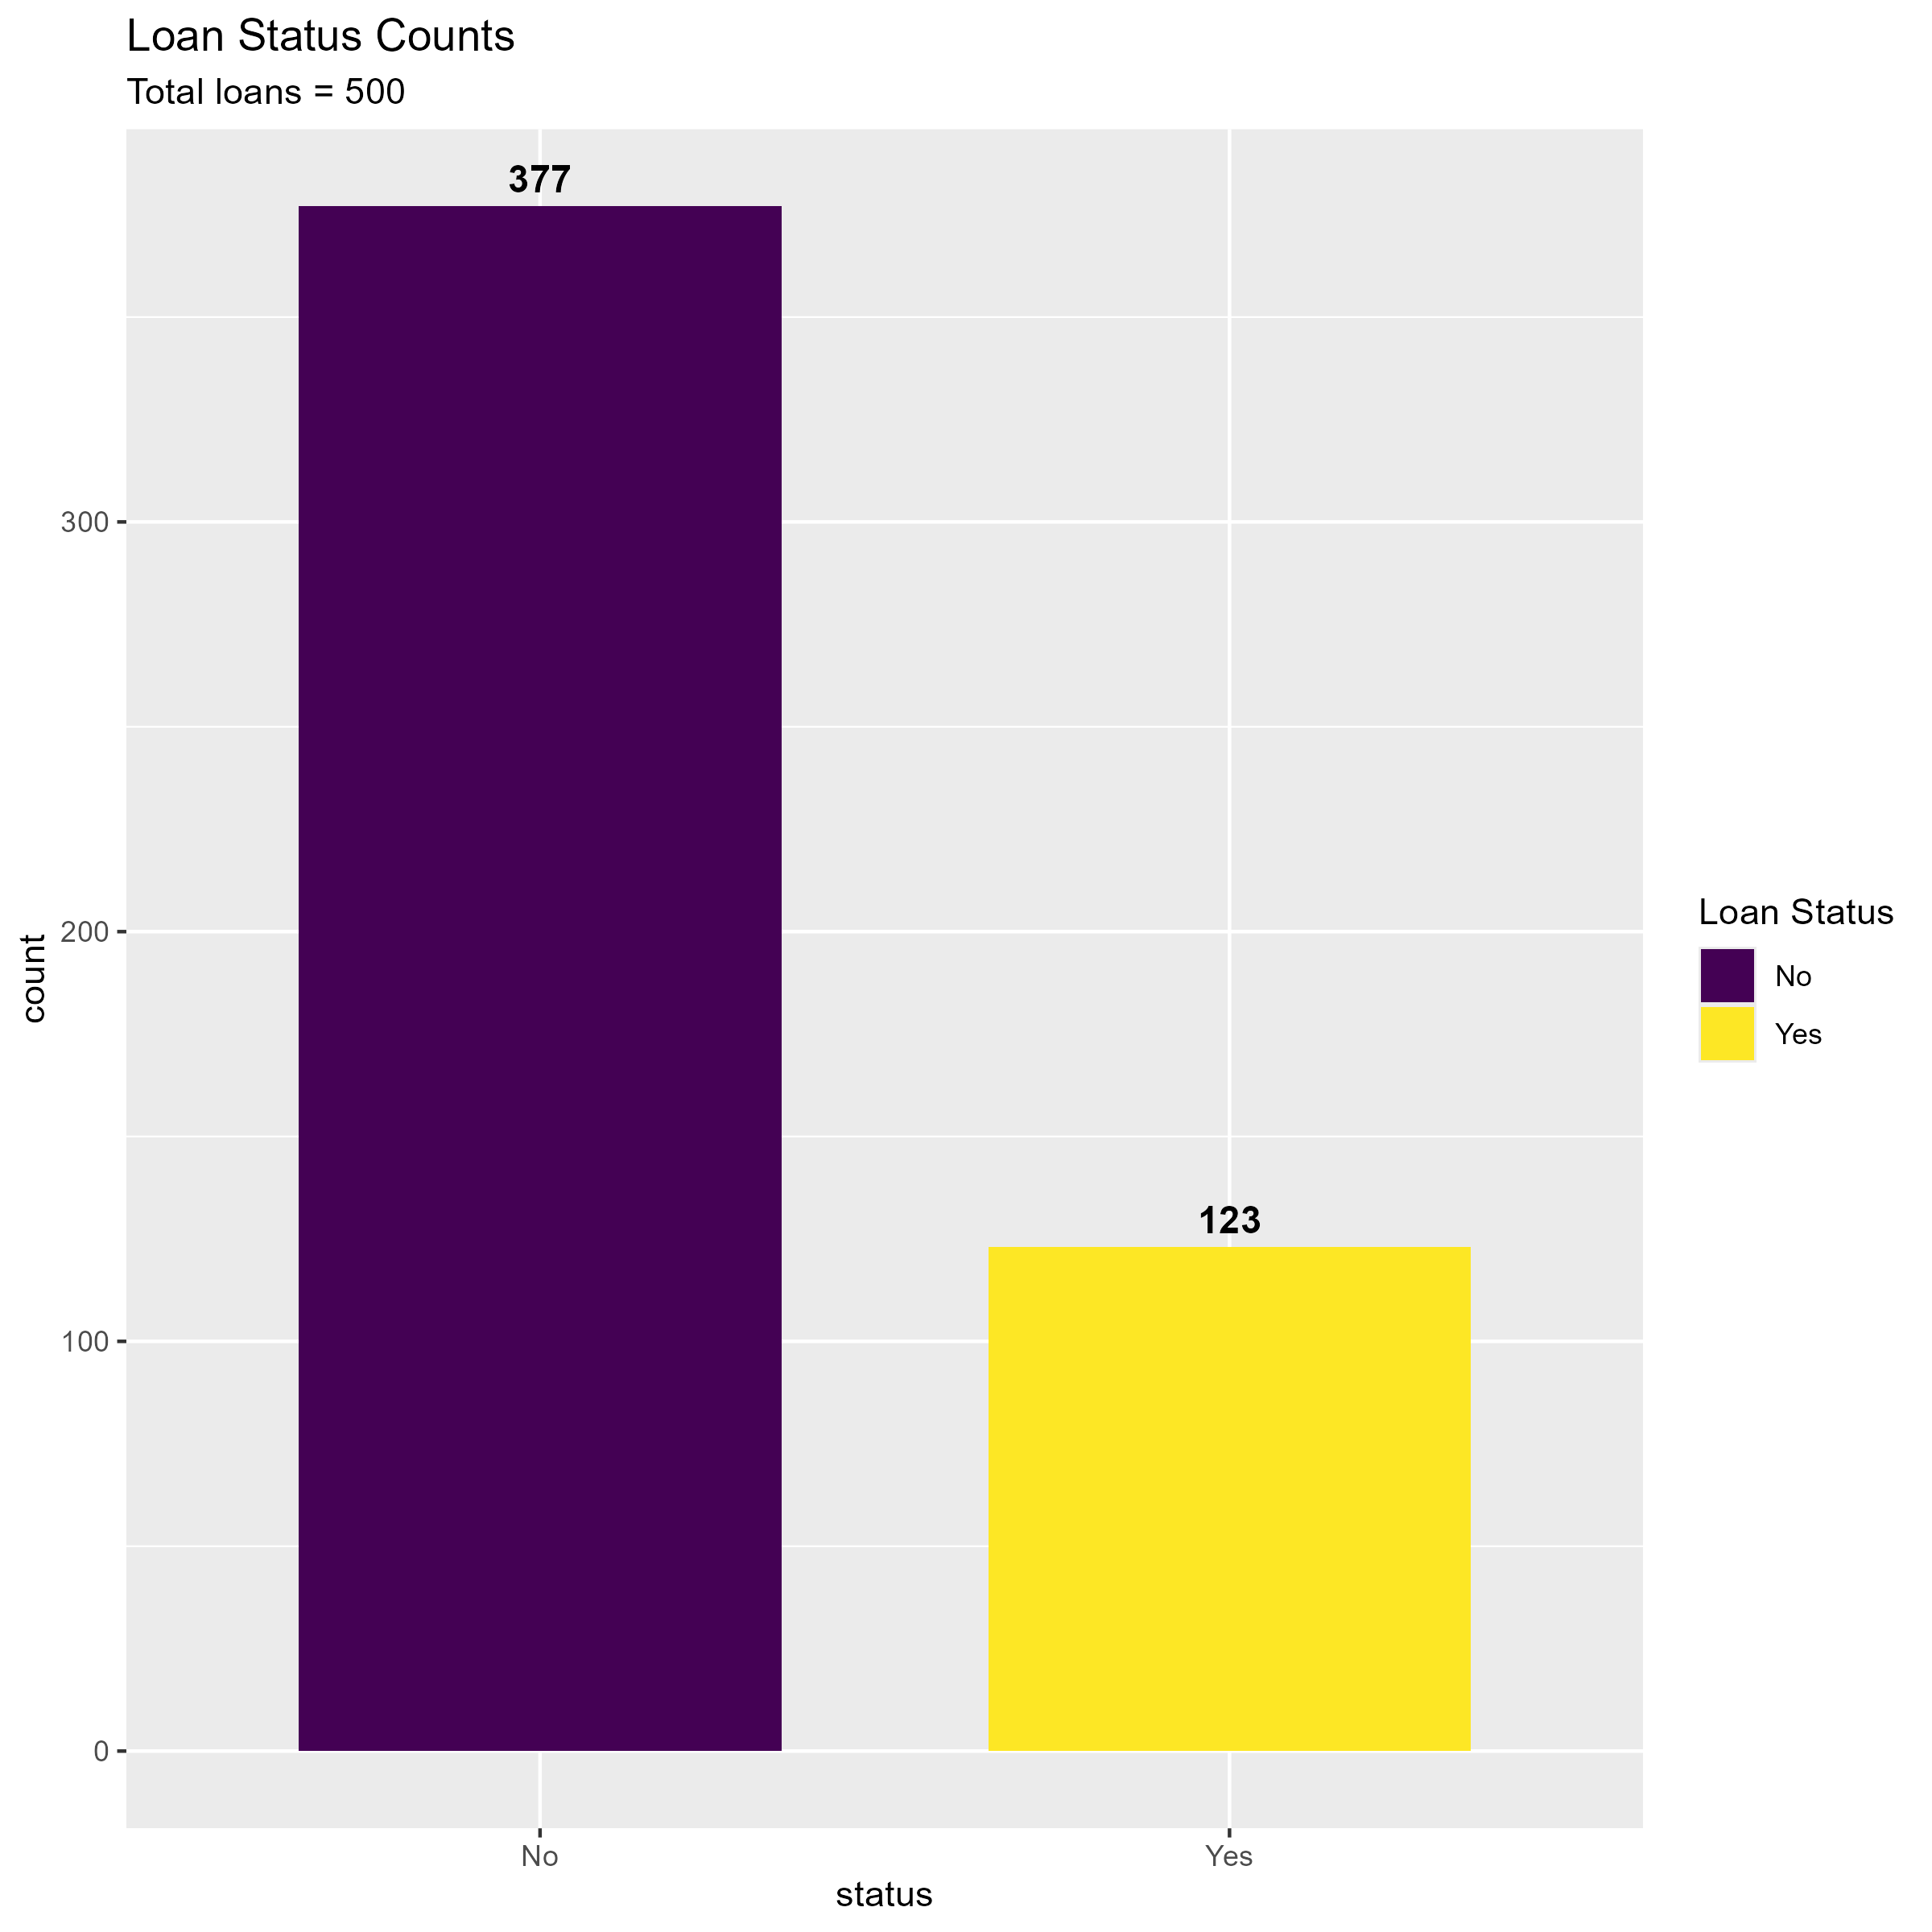 Loan Status Counts
Total loans = 500
377
123
300
200
100
0
count
No
Yes
status
Loan Status
No
Yes